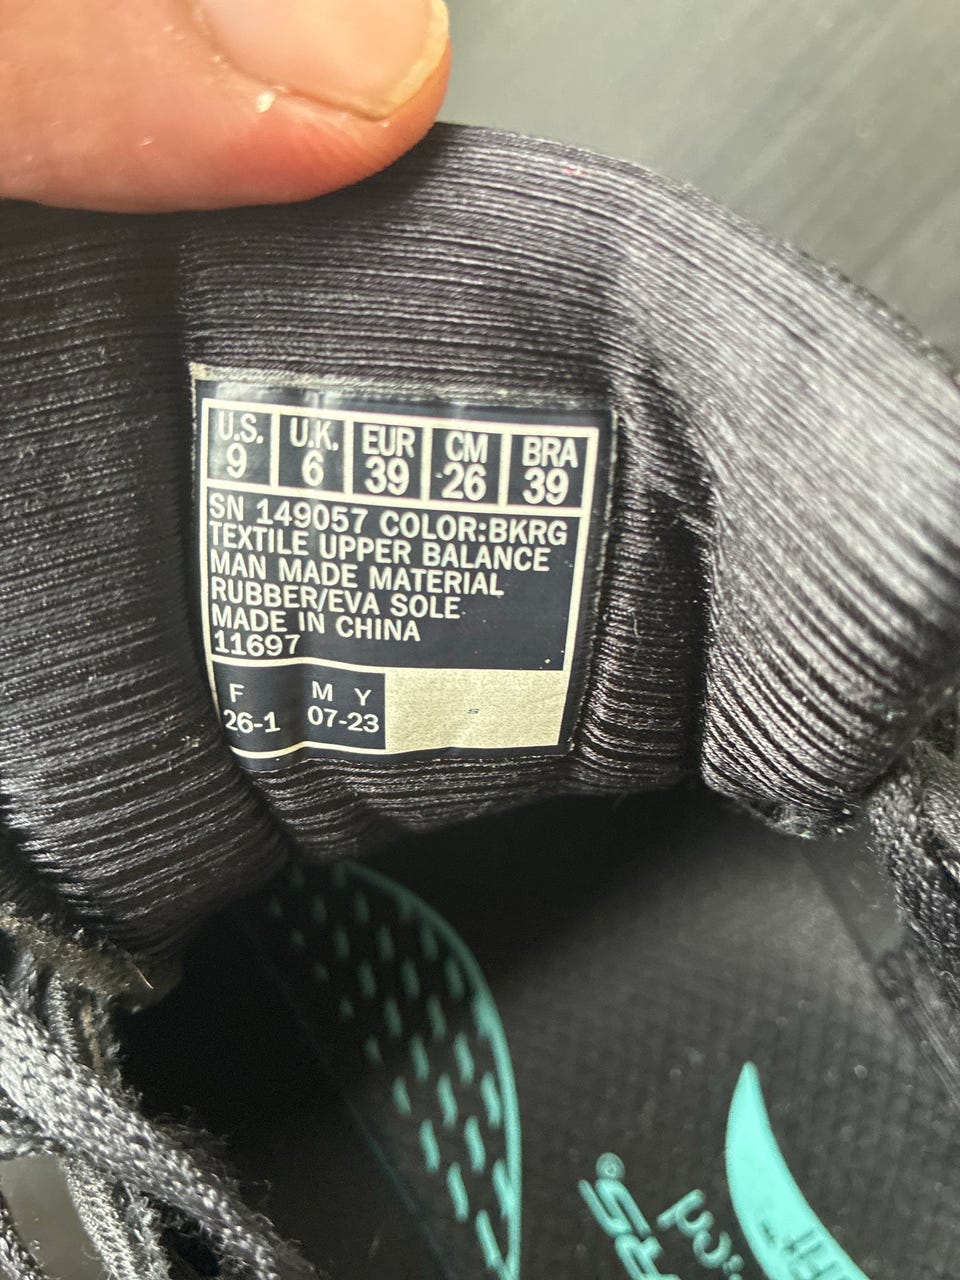 U.S. U.K. EUR CM BRA
9 6 39 26 39
SN 149057 COLOR:BKRG
TEXTILE UPPER BALANCE
MAN MADE MATERIAL
RUBBER/EVA SOLE
MADE IN CHINA
11697
F M Y
26-1 07-23